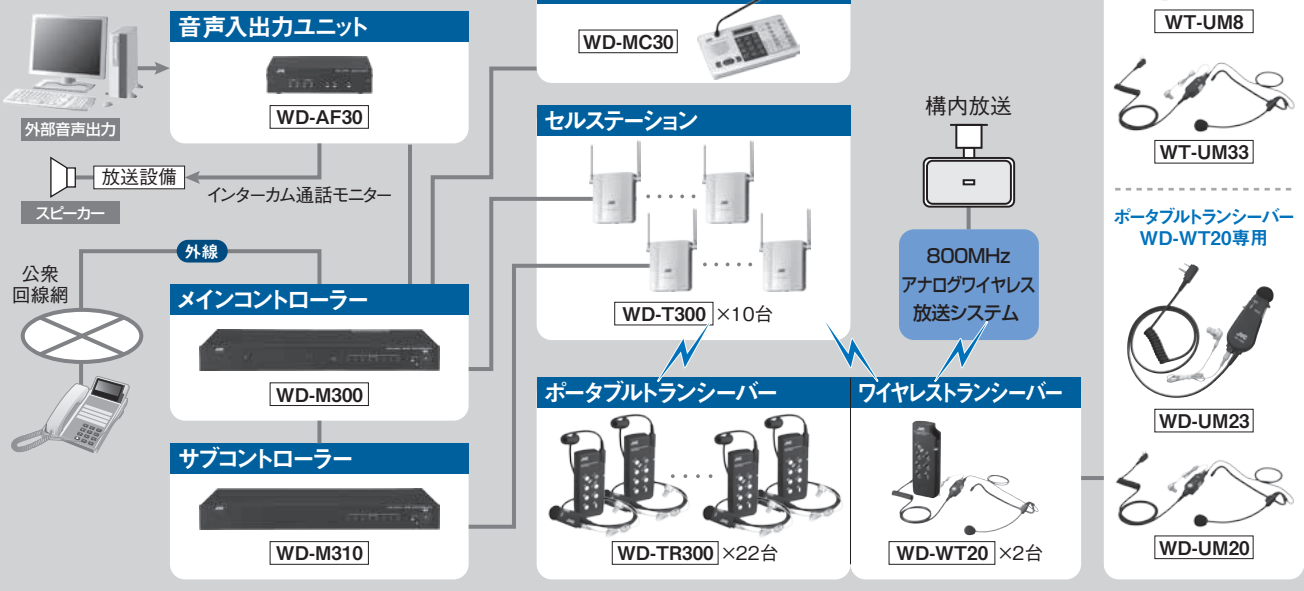 音声入出力ユニット
WD-AF30
外部音声出力
放送設備
スピーカー
インターカム通話モニター
外線
公衆
回線網
メインコントローラー
WD-M300
サブコントローラー
WD-M310
WD-MC30
セルステーション
WD-T300 ×10台
ポータブルトランシーバー
WD-TR300 ×22台
構内放送
800MHz
アナログワイヤレス
放送システム
ワイヤレストランシーバー
WD-WT20 ×2台
WT-UM8
WT-UM33
ポータブルトランシーバー
WD-WT20専用
WD-UM23
WD-UM20